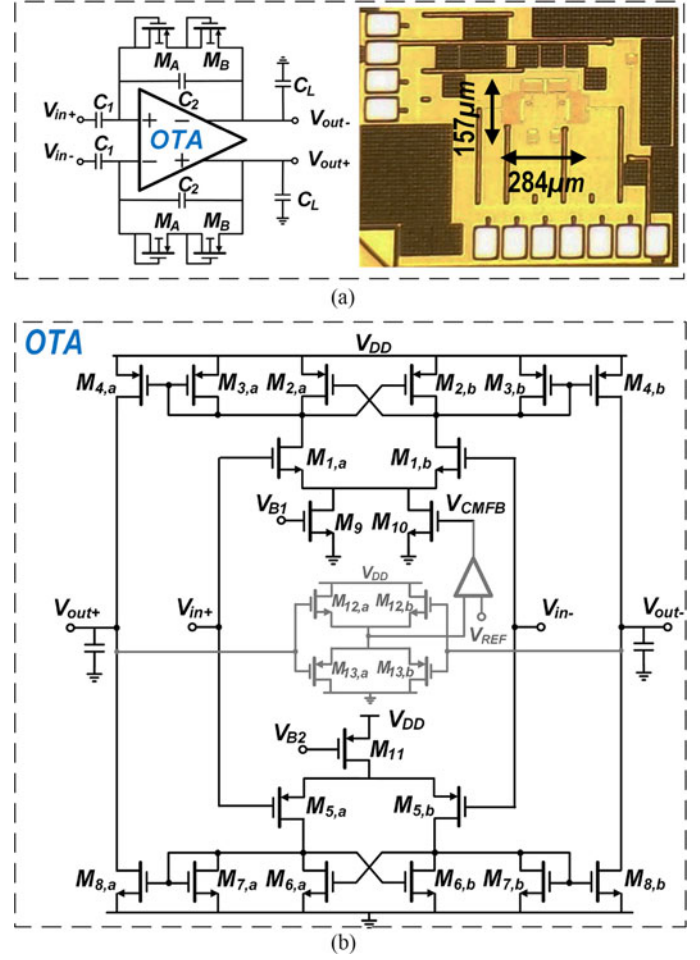 M_A M_B
C_2 C_L
V_in+ C_1 + − V_out-
OTA
V_in- C_1 − + V_out+
C_2 C_L
M_A M_B
157µm
284µm
(a)
OTA
V_DD
M_4,a M_3,a M_2,a M_2,b M_3,b M_4,b
M_1,a M_1,b
V_B1 M_9 M_10 V_CMFB
V_DD
M_12,a M_12,b
V_out+ V_in+ V_REF V_in- V_out-
M_13,a M_13,b
V_DD
V_B2 M_11
M_5,a M_5,b
M_8,a M_7,a M_6,a M_6,b M_7,b M_8,b
(b)